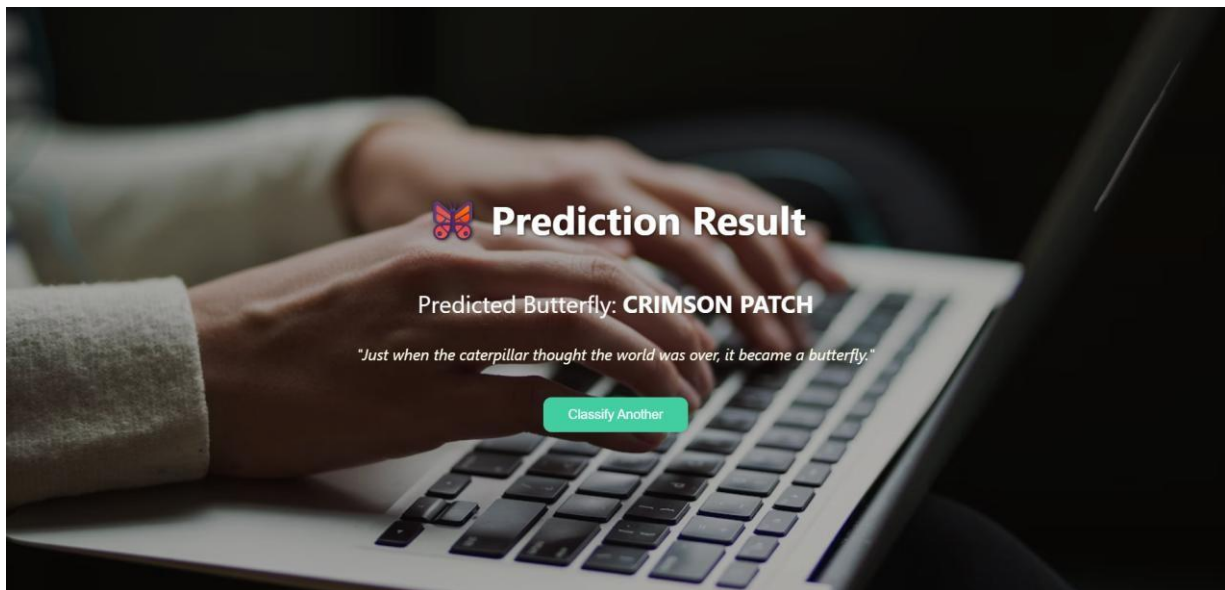 🦋 Prediction Result
Predicted Butterfly: CRIMSON PATCH
"Just when the caterpillar thought the world was over, it became a butterfly."
Classify Another